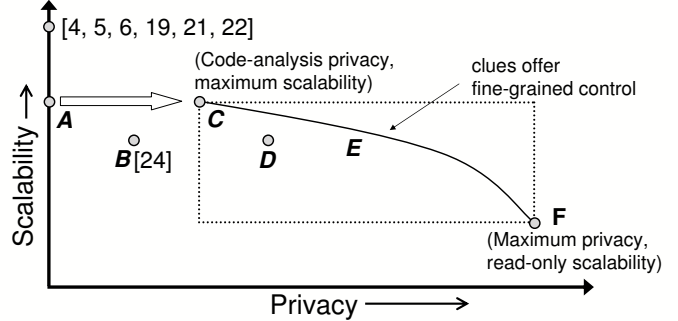 [4, 5, 6, 19, 21, 22]
(Code-analysis privacy,
maximum scalability)
clues offer
fine-grained control
A
C
B [24]
D
E
F
(Maximum privacy,
read-only scalability)
Scalability
Privacy